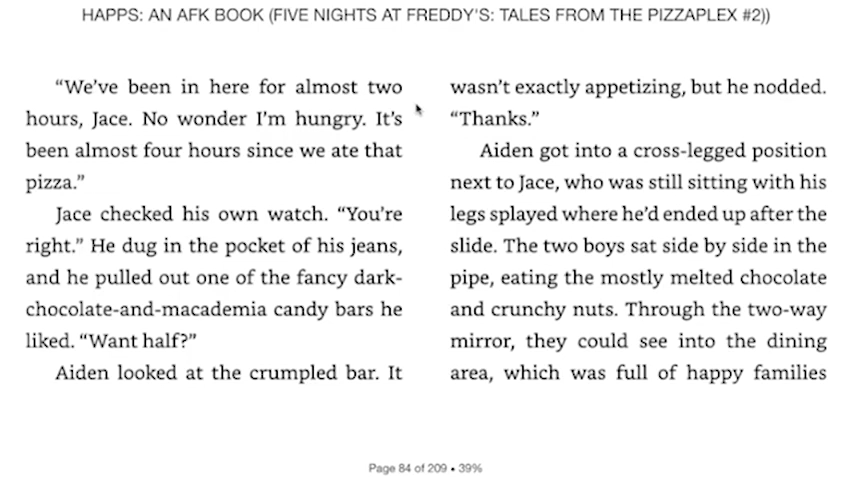 HAPPS: AN AFK BOOK (FIVE NIGHTS AT FREDDY'S: TALES FROM THE PIZZAPLEX #2))
“We’ve been in here for almost two
hours, Jace. No wonder I’m hungry. It’s
been almost four hours since we ate that
pizza.”
Jace checked his own watch. “You’re
right.” He dug in the pocket of his jeans,
and he pulled out one of the fancy dark-
chocolate-and-macademia candy bars he
liked. “Want half?”
Aiden looked at the crumpled bar. It
wasn’t exactly appetizing, but he nodded.
“Thanks.”
Aiden got into a cross-legged position
next to Jace, who was still sitting with his
legs splayed where he’d ended up after the
slide. The two boys sat side by side in the
pipe, eating the mostly melted chocolate
and crunchy nuts. Through the two-way
mirror, they could see into the dining
area, which was full of happy families
Page 84 of 209 • 39%